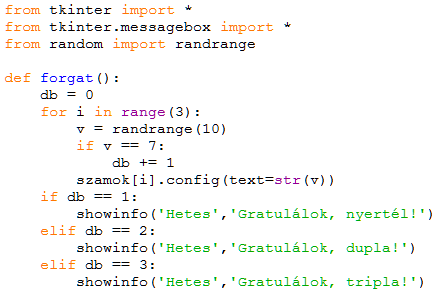 from tkinter import *
from tkinter.messagebox import *
from random import randrange

def forgat():
    db = 0
    for i in range(3):
        v = randrange(10)
        if v == 7:
            db += 1
        szamok[i].config(text=str(v))
    if db == 1:
        showinfo('Hetes','Gratulálok, nyertél!')
    elif db == 2:
        showinfo('Hetes','Gratulálok, dupla!')
    elif db == 3:
        showinfo('Hetes','Gratulálok, tripla!')